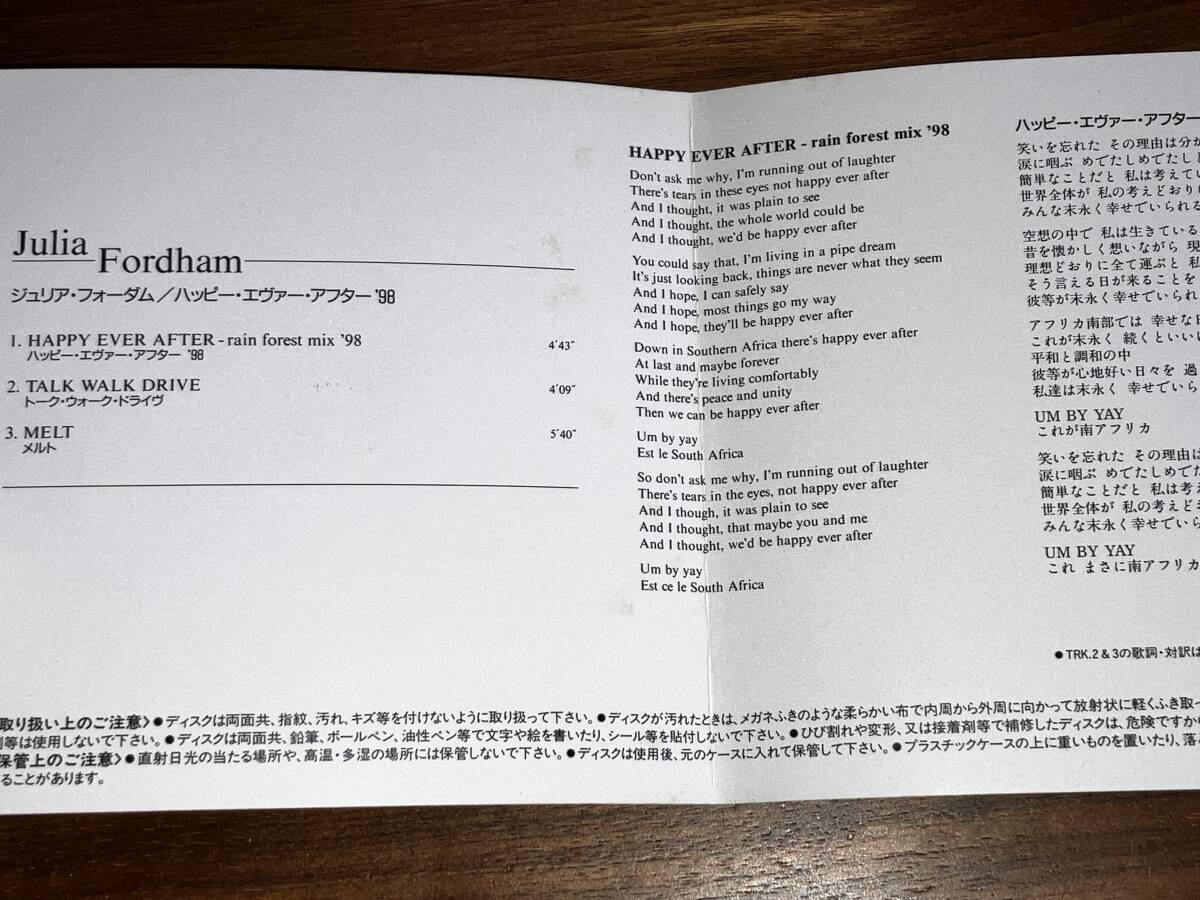 Julia
Fordham
ジュリア・フォーダム／ハッピー・エヴァー・アフター '98
1. HAPPY EVER AFTER - rain forest mix '98 4'43"
ハッピー・エヴァー・アフター '98
2. TALK WALK DRIVE 4'09"
トーク・ウォーク・ドライヴ
3. MELT 5'40"
メルト
HAPPY EVER AFTER - rain forest mix '98
Don't ask me why, I'm running out of laughter
There's tears in these eyes not happy ever after
And I thought, it was plain to see
And I thought, the whole world could be
And I thought, we'd be happy ever after
You could say that, I'm living in a pipe dream
It's just looking back, things are never what they seem
And I hope, I can safely say
And I hope, most things go my way
And I hope, they'll be happy ever after
Down in Southern Africa there's happy ever after
At last and maybe forever
While they're living comfortably
And there's peace and unity
Then we can be happy ever after
Um by yay
Est le South Africa
So don't ask me why, I'm running out of laughter
There's tears in the eyes, not happy ever after
And I though, it was plain to see
And I thought, that maybe you and me
And I thought, we'd be happy ever after
Um by yay
Est ce le South Africa
ハッピー・エヴァー・アフター
笑いを忘れた その理由は分か
涙に咽ぶ めでたしめでたしと
簡単なことだと 私は考えてい
世界全体が 私の考えどおりに
みんな末永く幸せでいられる
空想の中で 私は生きている
昔を懐かしく想いながら 現
理想どおりに全て運ぶと 私
そう言える日が来ることを
彼等が末永く幸せでいられ
アフリカ南部では 幸せな日
これが末永く 続くといいに
平和と調和の中
彼等が心地好い日々を 過
私達は末永く 幸せでいら
UM BY YAY
これが南アフリカ
笑いを忘れた その理由は
涙に咽ぶ めでたしめでた
簡単なことだと 私は考
世界全体が 私の考えどお
みんな末永く幸せでいら
UM BY YAY
これ まさに南アフリカ
●TRK.2&3の歌詞・対訳は
取り扱い上のご注意〉●ディスクは両面共、指紋、汚れ、キズ等を付けないように取り扱って下さい。●ディスクが汚れたときは、メガネふきのような柔らかい布で内周から外周に向かって放射状に軽くふき取っ
剤等は使用しないで下さい。●ディスクは両面共、鉛筆、ボールペン、油性ペン等で文字や絵を書いたり、シール等を貼付しないで下さい。●ひび割れや変形、又は接着剤等で補修したディスクは、危険ですか
保管上のご注意〉●直射日光の当たる場所や、高温・多湿の場所には保管しないで下さい。●ディスクは使用後、元のケースに入れて保管して下さい。●プラスチックケースの上に重いものを置いたり、落と
ることがあります。